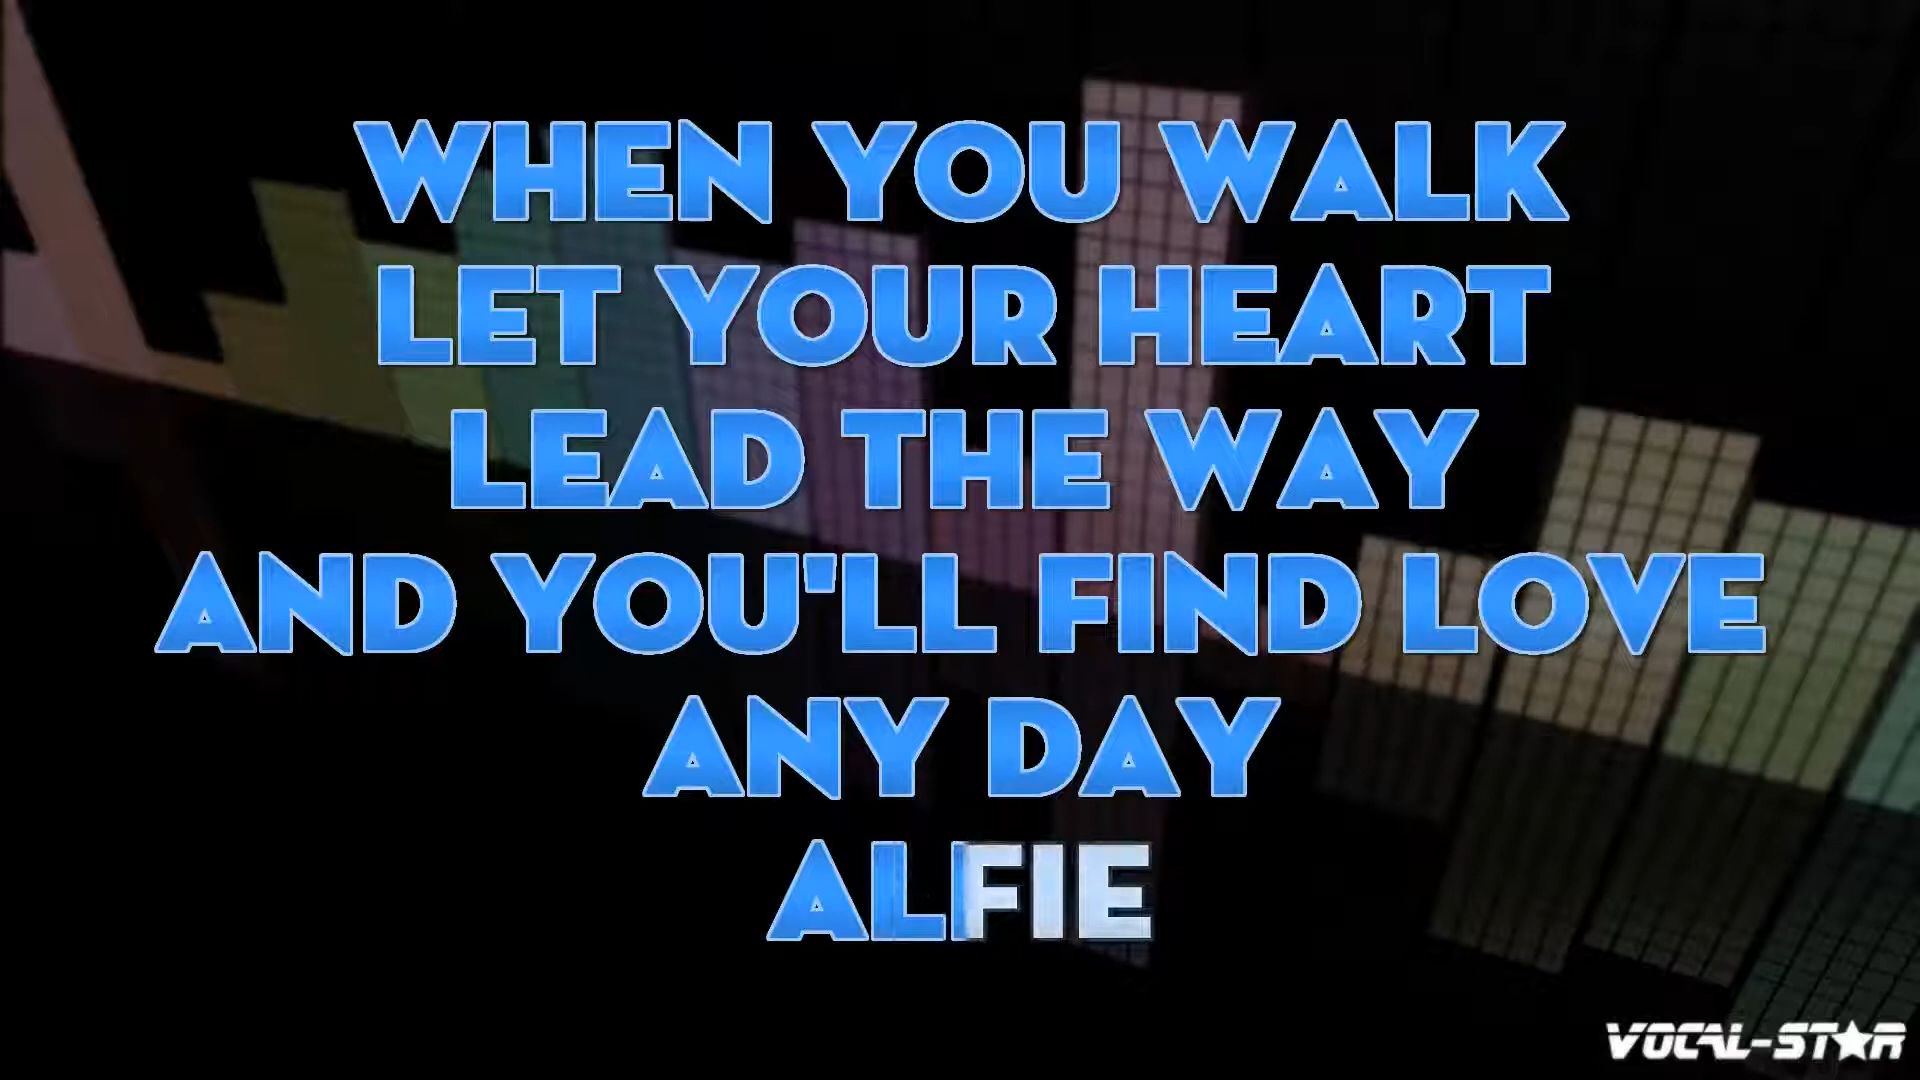 WHEN YOU WALK
LET YOUR HEART
LEAD THE WAY
AND YOU'LL FIND LOVE
ANY DAY
ALFIE
VOCAL-STAR